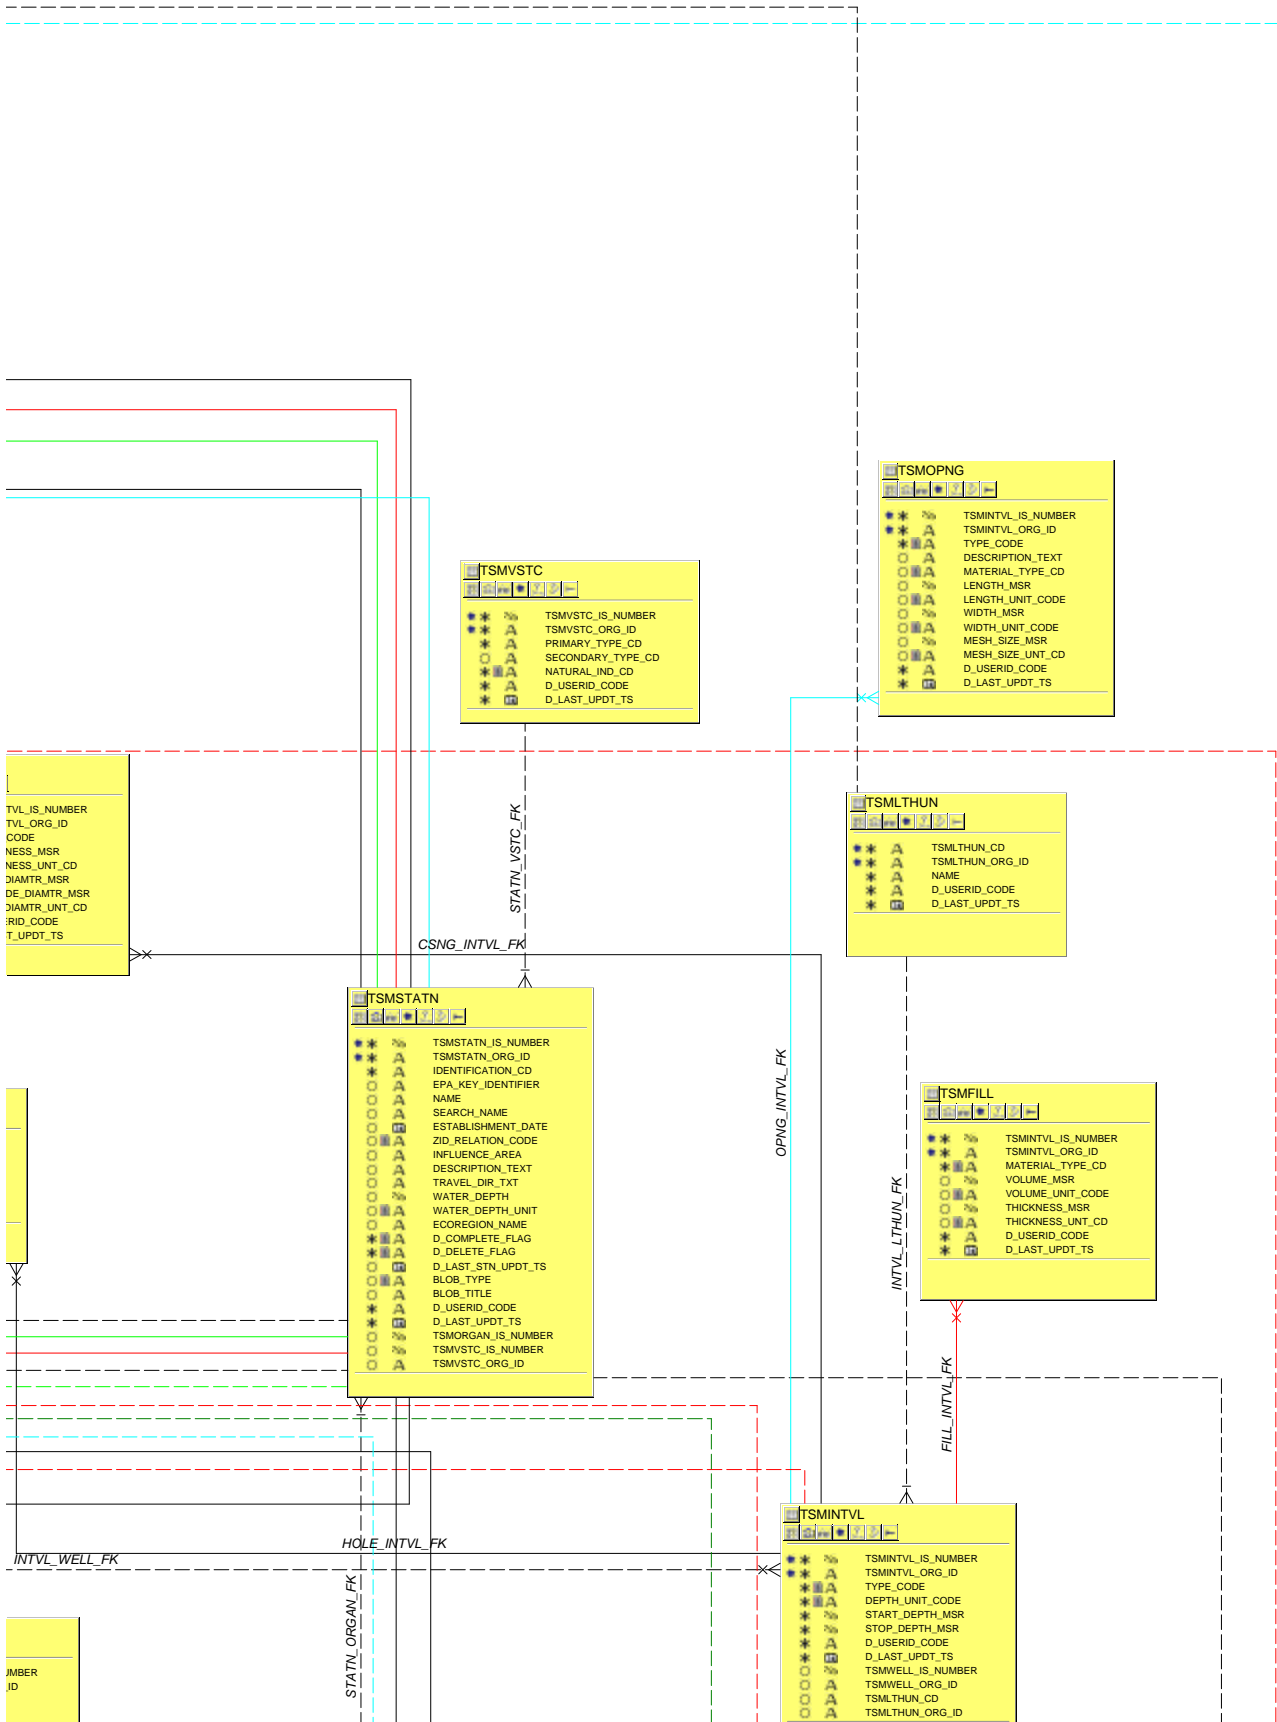 TSMOPNG
TSMINTVL_IS_NUMBER
TSMINTVL_ORG_ID
TYPE_CODE
DESCRIPTION_TEXT
MATERIAL_TYPE_CD
LENGTH_MSR
LENGTH_UNIT_CODE
WIDTH_MSR
WIDTH_UNIT_CODE
MESH_SIZE_MSR
MESH_SIZE_UNT_CD
D_USERID_CODE
D_LAST_UPDT_TS
TSMVSTC
TSMVSTC_IS_NUMBER
TSMVSTC_ORG_ID
PRIMARY_TYPE_CD
SECONDARY_TYPE_CD
NATURAL_IND_CD
D_USERID_CODE
D_LAST_UPDT_TS
TVL_IS_NUMBER
TVL_ORG_ID
CODE
NESS_MSR
NESS_UNT_CD
DIAMTR_MSR
DE_DIAMTR_MSR
DIAMTR_UNT_CD
ERID_CODE
T_UPDT_TS
STATN_VSTC_FK
CSNG_INTVL_FK
TSMLTHUN
TSMLTHUN_CD
TSMLTHUN_ORG_ID
NAME
D_USERID_CODE
D_LAST_UPDT_TS
TSMSTATN
TSMSTATN_IS_NUMBER
TSMSTATN_ORG_ID
IDENTIFICATION_CD
EPA_KEY_IDENTIFIER
NAME
SEARCH_NAME
ESTABLISHMENT_DATE
ZID_RELATION_CODE
INFLUENCE_AREA
DESCRIPTION_TEXT
TRAVEL_DIR_TXT
WATER_DEPTH
WATER_DEPTH_UNIT
ECOREGION_NAME
D_COMPLETE_FLAG
D_DELETE_FLAG
D_LAST_STN_UPDT_TS
BLOB_TYPE
BLOB_TITLE
D_USERID_CODE
D_LAST_UPDT_TS
TSMORGAN_IS_NUMBER
TSMVSTC_IS_NUMBER
TSMVSTC_ORG_ID
OPNG_INTVL_FK
INTVL_LTHUN_FK
TSMFILL
TSMINTVL_IS_NUMBER
TSMINTVL_ORG_ID
MATERIAL_TYPE_CD
VOLUME_MSR
VOLUME_UNIT_CODE
THICKNESS_MSR
THICKNESS_UNT_CD
D_USERID_CODE
D_LAST_UPDT_TS
FILL_INTVL_FK
HOLE_INTVL_FK
INTVL_WELL_FK
STATN_ORGAN_FK
TSMINTVL
TSMINTVL_IS_NUMBER
TSMINTVL_ORG_ID
TYPE_CODE
DEPTH_UNIT_CODE
START_DEPTH_MSR
STOP_DEPTH_MSR
D_USERID_CODE
D_LAST_UPDT_TS
TSMWELL_IS_NUMBER
TSMWELL_ORG_ID
TSMLTHUN_CD
TSMLTHUN_ORG_ID
UMBER
_ID